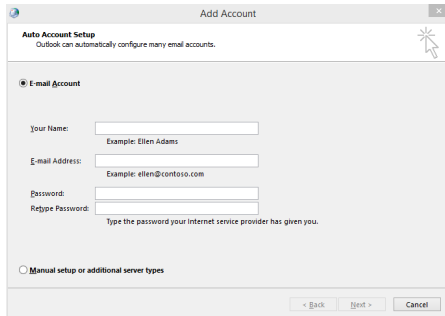 Add Account
Auto Account Setup
Outlook can automatically configure many email accounts.
E-mail Account
Your Name:
Example: Ellen Adams
E-mail Address:
Example: ellen@contoso.com
Password:
Retype Password:
Type the password your Internet service provider has given you.
Manual setup or additional server types
< Back Next > Cancel